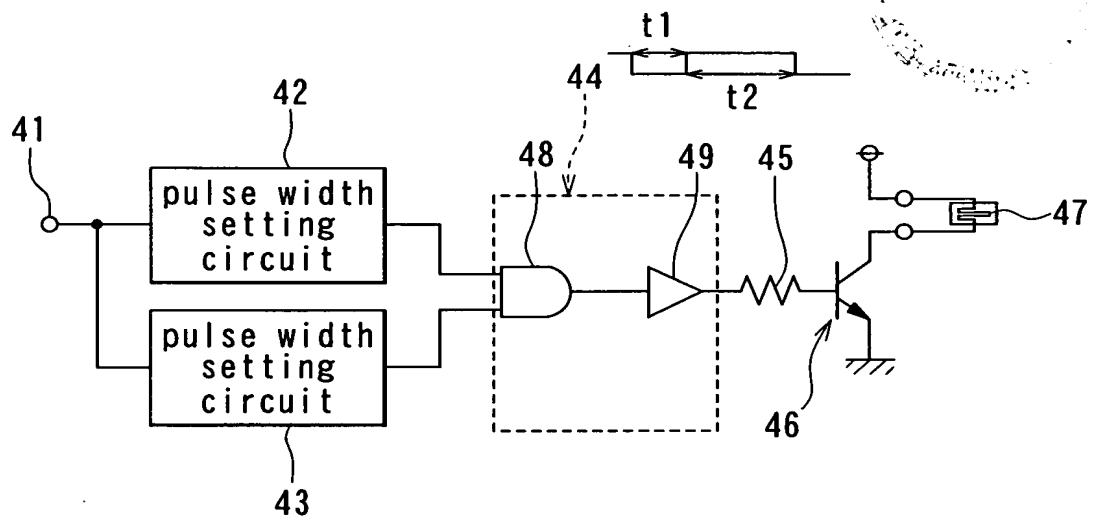 t1
t2
44
42
41
48
49
45
47
pulse width
setting
circuit
pulse width
setting
circuit
46
43